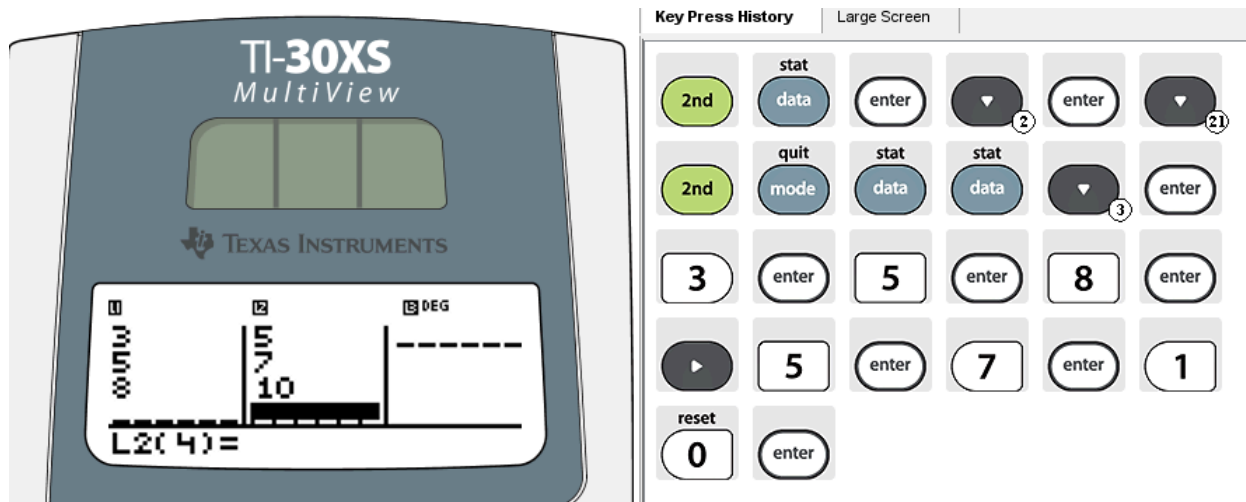 TI-30XS
MultiView
TEXAS INSTRUMENTS
L1 L2 L3 DEG
3 5 ------
5 7
8 10
L2(4)=
Key Press History Large Screen
stat
2nd data enter ▼ 2 enter ▼ 21
quit stat stat
2nd mode data data ▼ 3 enter
3 enter 5 enter 8 enter
▶ 5 enter 7 enter 1
reset
0 enter